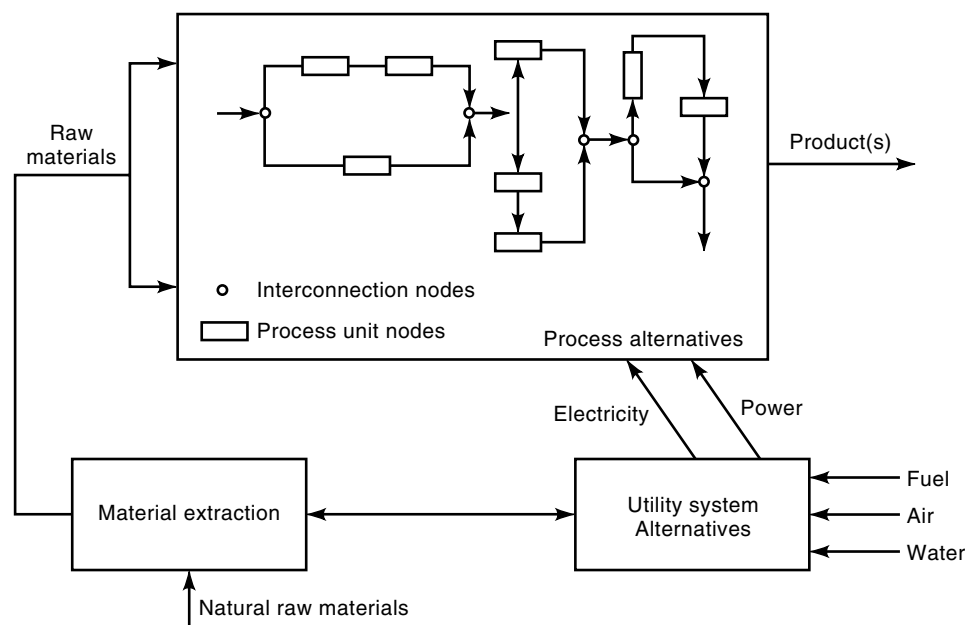 Raw
materials
Product(s)
Interconnection nodes
Process unit nodes
Process alternatives
Electricity
Power
Material extraction
Utility system
Alternatives
Fuel
Air
Water
Natural raw materials